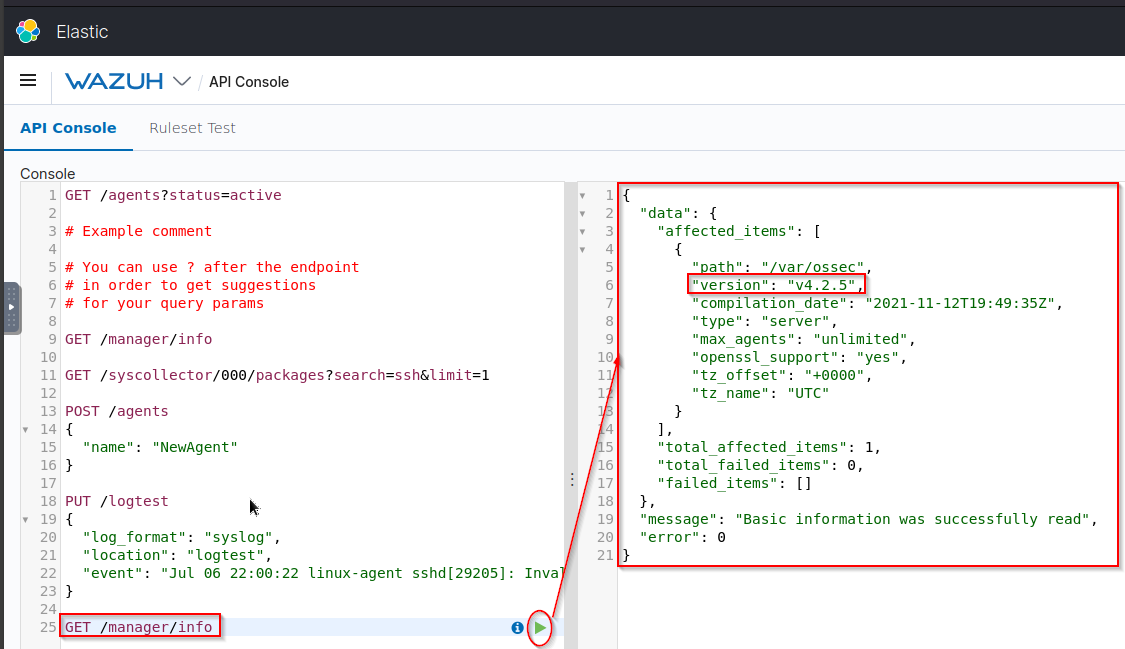 Elastic
WAZUH / API Console
API Console Ruleset Test
Console
1 GET /agents?status=active
2
3 # Example comment
4
5 # You can use ? after the endpoint
6 # in order to get suggestions
7 # for your query params
8
9 GET /manager/info
10
11 GET /syscollector/000/packages?search=ssh&limit=1
12
13 POST /agents
14 {
15 "name": "NewAgent"
16 }
17
18 PUT /logtest
19 {
20 "log_format": "syslog",
21 "location": "logtest",
22 "event": "Jul 06 22:00:22 linux-agent sshd[29205]: Inval
23 }
24
25 GET /manager/info
1 {
2 "data": {
3 "affected_items": [
4 {
5 "path": "/var/ossec",
6 "version": "v4.2.5",
7 "compilation_date": "2021-11-12T19:49:35Z",
8 "type": "server",
9 "max_agents": "unlimited",
10 "openssl_support": "yes",
11 "tz_offset": "+0000",
12 "tz_name": "UTC"
13 }
14 ],
15 "total_affected_items": 1,
16 "total_failed_items": 0,
17 "failed_items": []
18 },
19 "message": "Basic information was successfully read",
20 "error": 0
21 }